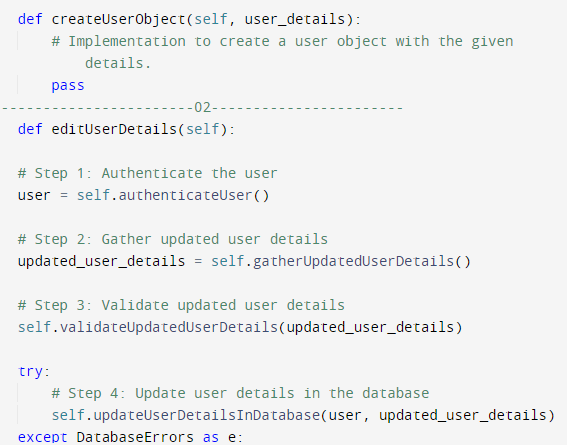 def createUserObject(self, user_details):
# Implementation to create a user object with the given
details.
pass
-----------------------02-----------------------
def editUserDetails(self):
# Step 1: Authenticate the user
user = self.authenticateUser()
# Step 2: Gather updated user details
updated_user_details = self.gatherUpdatedUserDetails()
# Step 3: Validate updated user details
self.validateUpdatedUserDetails(updated_user_details)
try:
# Step 4: Update user details in the database
self.updateUserDetailsInDatabase(user, updated_user_details)
except DatabaseErrors as e: